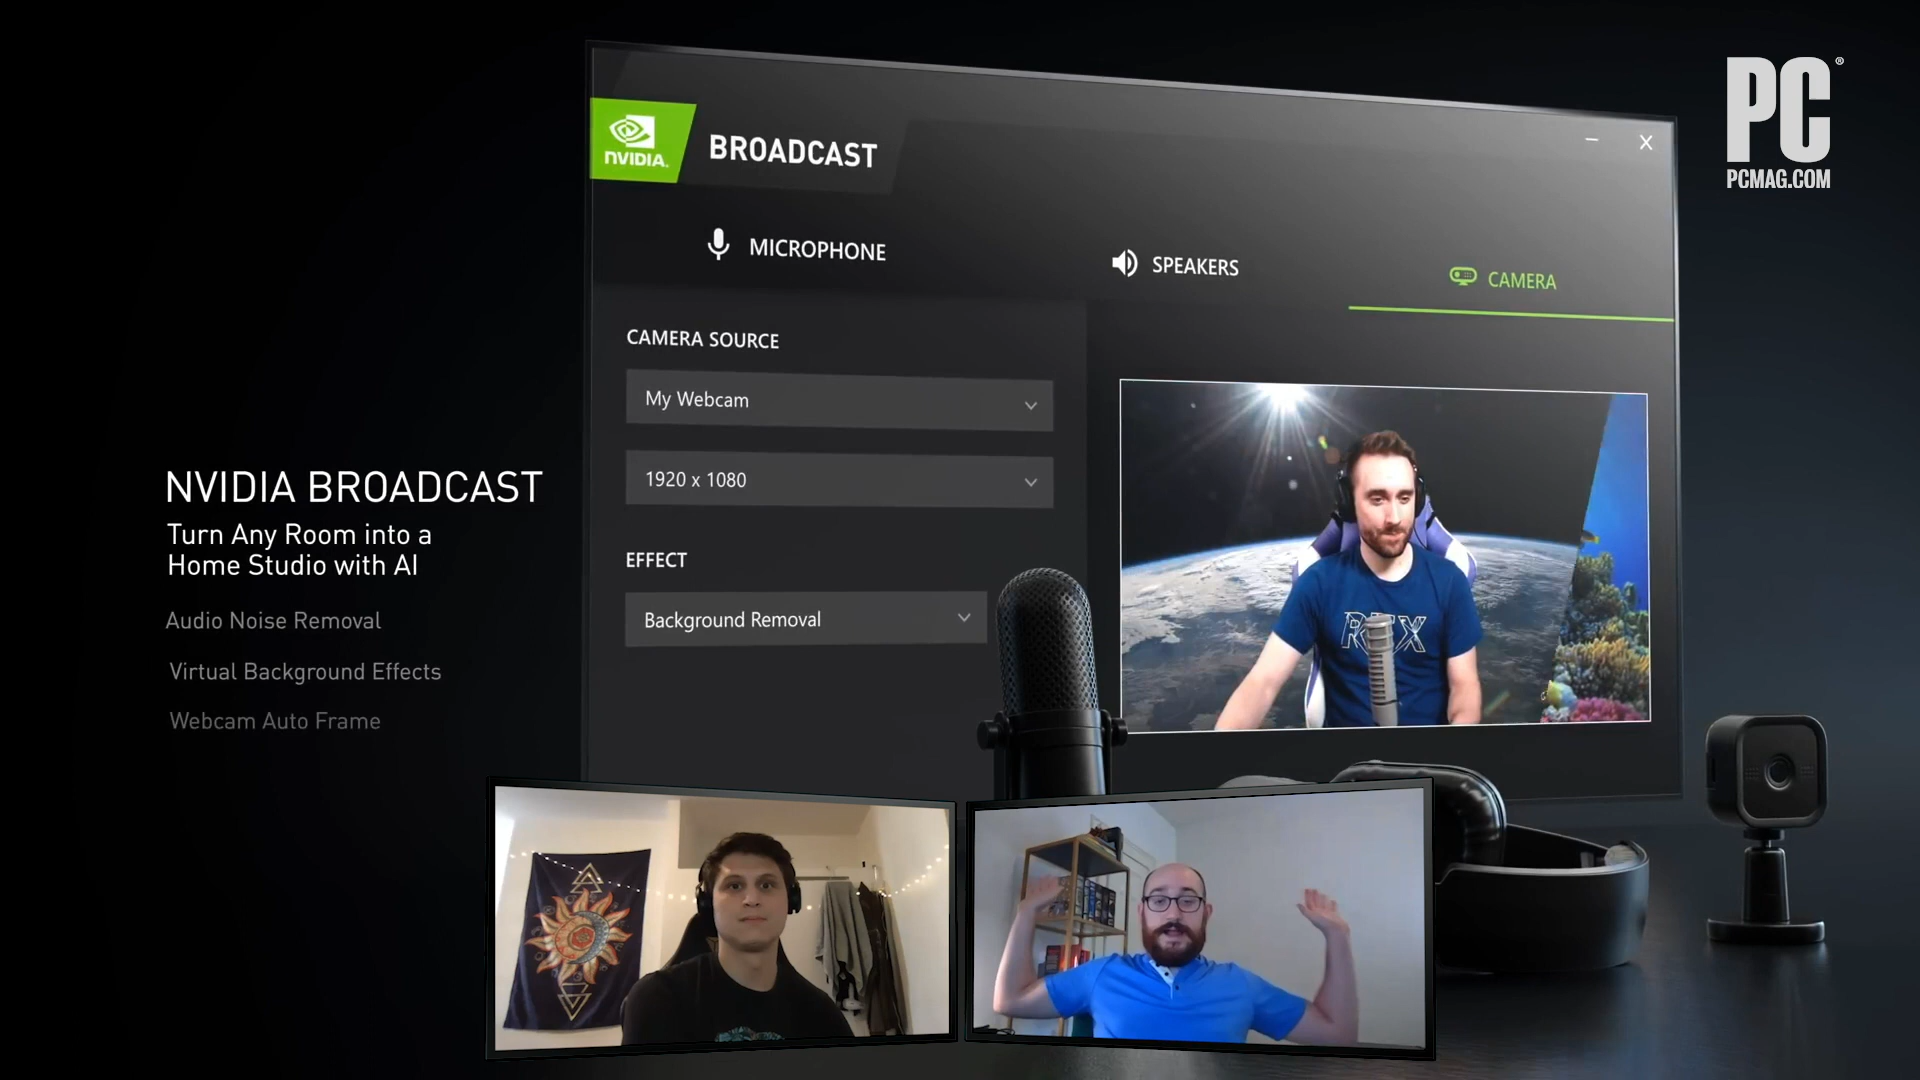 PC®
PCMAG.COM
NVIDIA.
BROADCAST
MICROPHONE
SPEAKERS
CAMERA
CAMERA SOURCE
My Webcam
1920 x 1080
EFFECT
Background Removal
NVIDIA BROADCAST
Turn Any Room into a
Home Studio with AI
Audio Noise Removal
Virtual Background Effects
Webcam Auto Frame